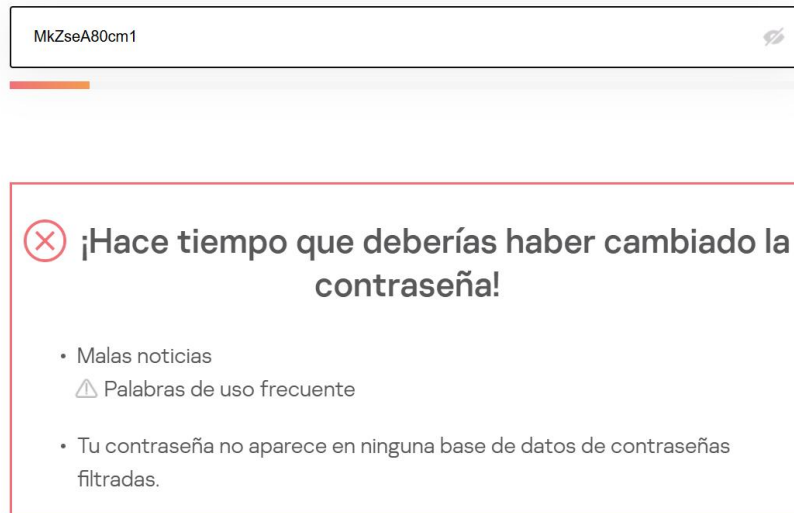 MkZseA80cm1
¡Hace tiempo que deberías haber cambiado la
contraseña!
• Malas noticias
Palabras de uso frecuente
• Tu contraseña no aparece en ninguna base de datos de contraseñas
filtradas.